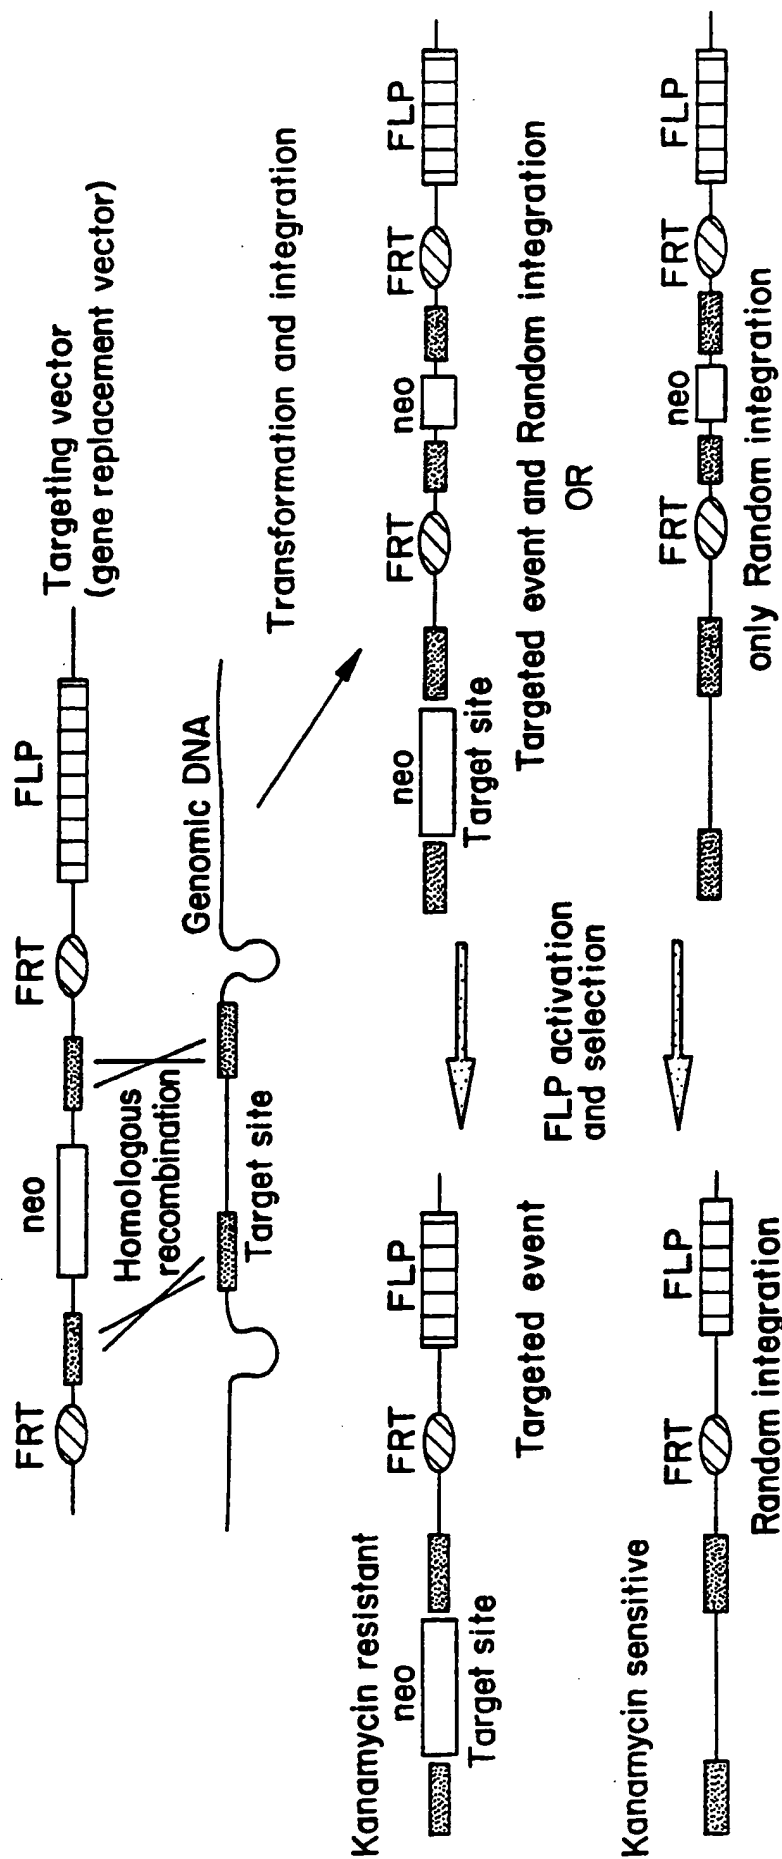 FRT neo FRT FLP
Targeting vector
(gene replacement vector)
Homologous
recombination
Genomic DNA
Target site
Transformation and integration
neo FRT neo FRT FLP
Target site
Targeted event and Random integration
OR
FRT neo FRT FLP
only Random integration
FLP activation
and selection
Kanamycin resistant
neo FRT FLP
Target site
Targeted event
Kanamycin sensitive
FRT FLP
Random integration